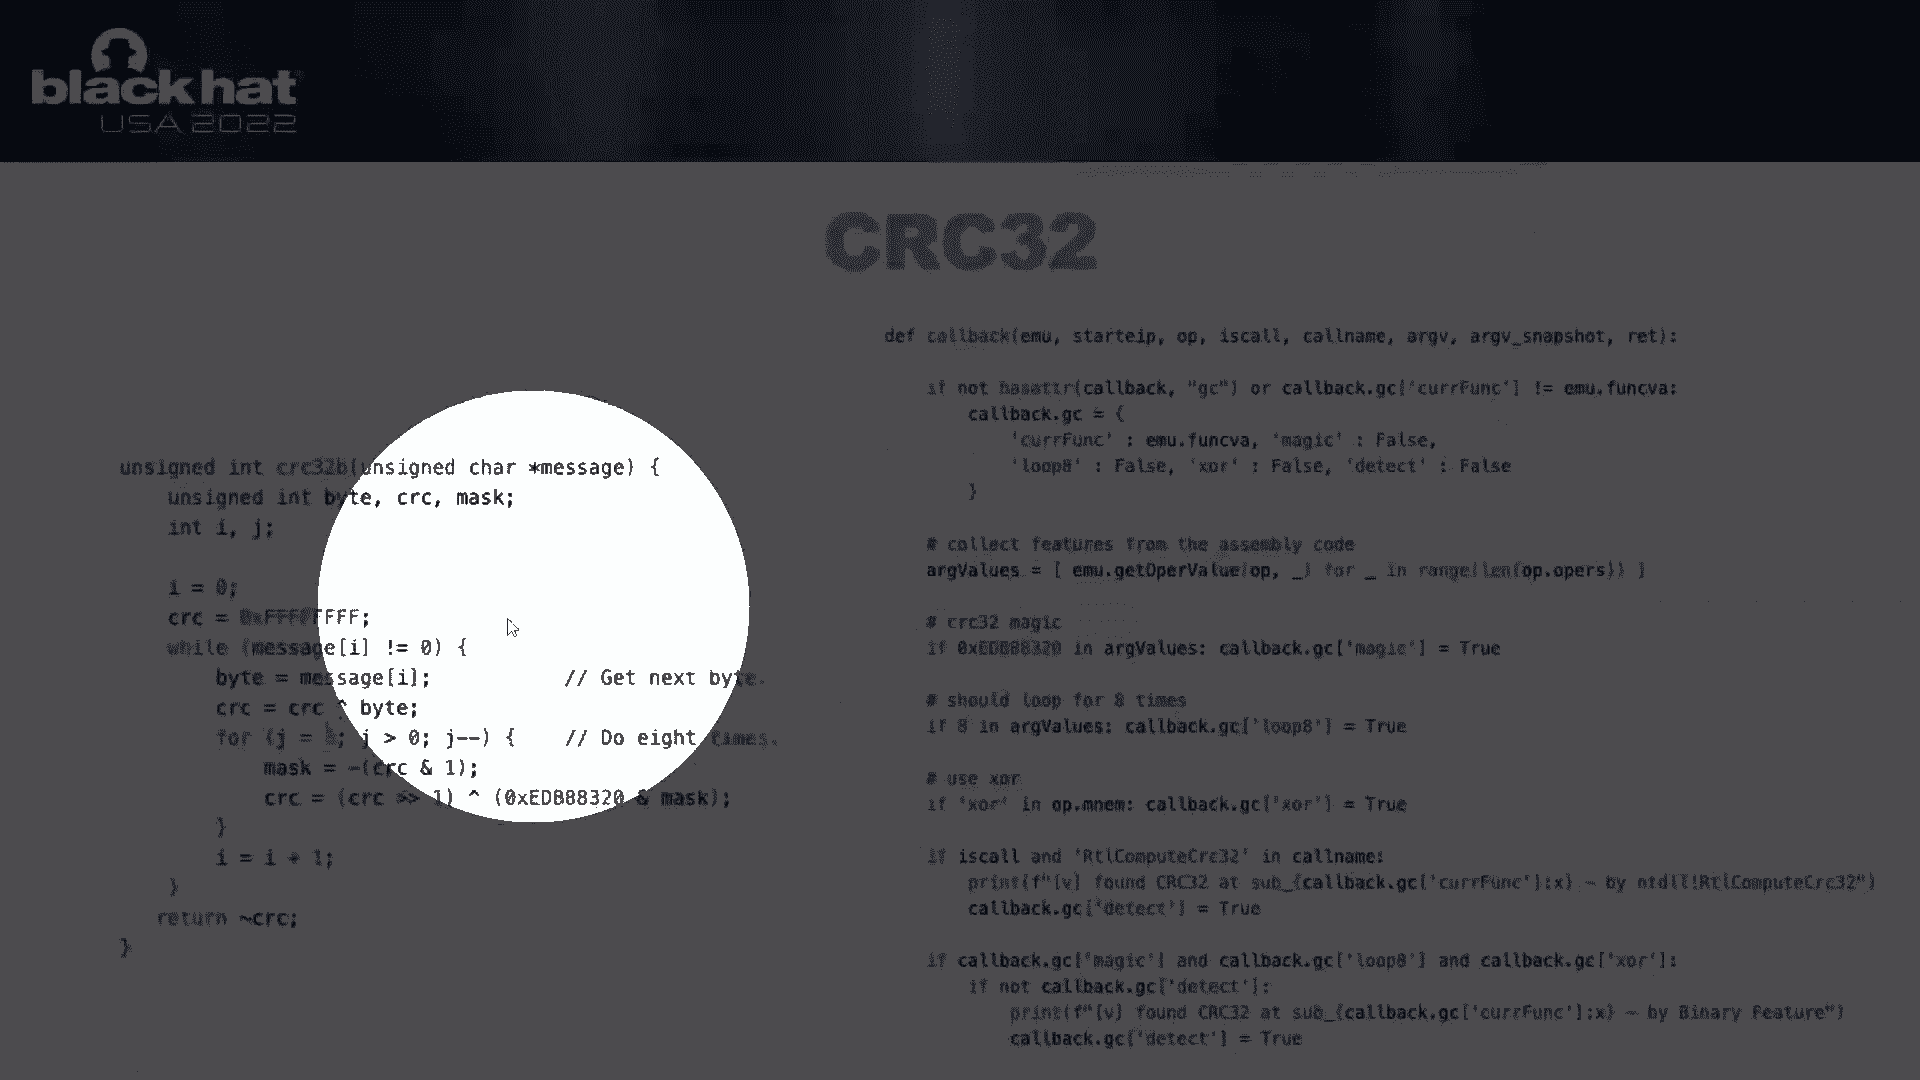 black hat
USA 2022
CRC32
unsigned int crc32b(unsigned char *message) {
unsigned int byte, crc, mask;
int i, j;
i = 0;
crc = 0xFFFFFFFF;
while (message[i] != 0) {
byte = message[i]; // Get next byte.
crc = crc ^ byte;
for (j = 8; j > 0; j--) { // Do eight times.
mask = -(crc & 1);
crc = (crc >> 1) ^ (0xEDB88320 & mask);
}
i = i + 1;
}
return ~crc;
}
def callback(emu, starteip, op, iscall, callname, argv, argv_snapshot, ret):
if not hasattr(callback, "gc") or callback.gc['currFunc'] != emu.funcva:
callback.gc = {
'currFunc' : emu.funcva, 'magic' : False,
'loop8' : False, 'xor' : False, 'detect' : False
}
# collect features from the assembly code
argValues = [ emu.getOperValue(op, _) for _ in range(len(op.opers)) ]
# crc32 magic
if 0xEDB88320 in argValues: callback.gc['magic'] = True
# should loop for 8 times
if 8 in argValues: callback.gc['loop8'] = True
# use xor
if 'xor' in op.mnem: callback.gc['xor'] = True
if iscall and 'RtlComputeCrc32' in callname:
print(f"[v] found CRC32 at sub_{callback.gc['currFunc']:x} - by ntdll!RtlComputeCrc32")
callback.gc['detect'] = True
if callback.gc['magic'] and callback.gc['loop8'] and callback.gc['xor']:
if not callback.gc['detect']:
print(f"[v] found CRC32 at sub_{callback.gc['currFunc']:x} - by Binary Feature")
callback.gc['detect'] = True